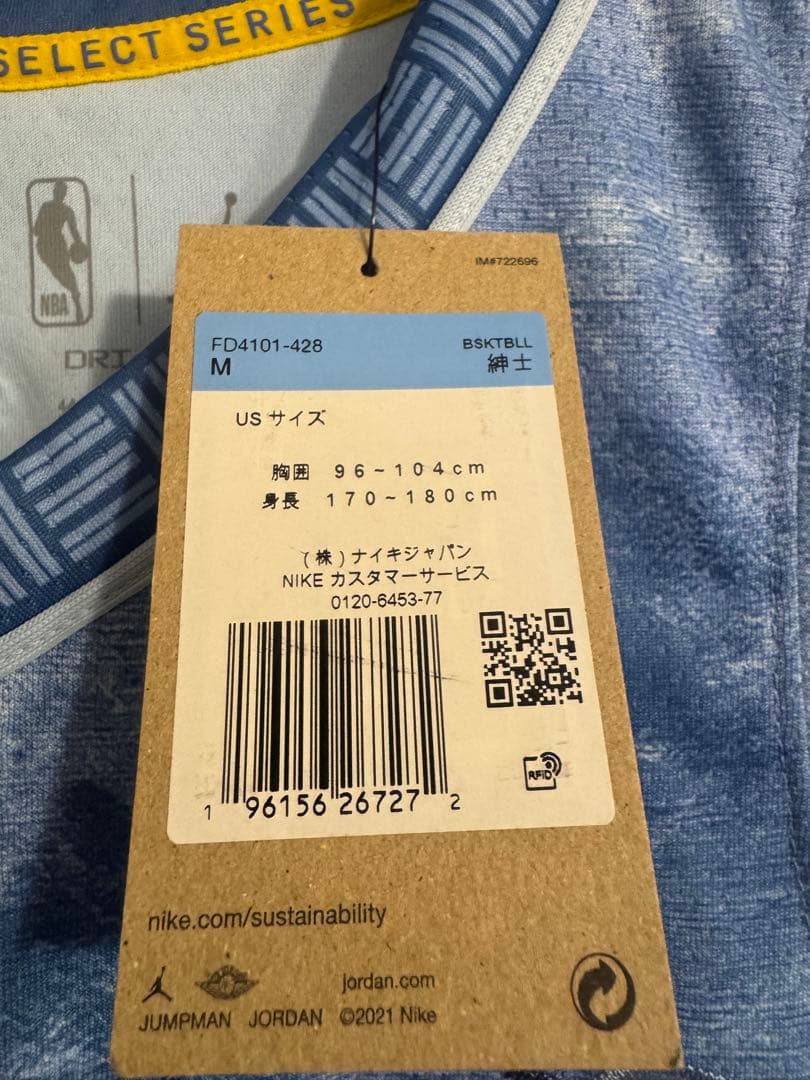 SELECT SERIES
NBA
DRI
IM#722696
FD4101-428
BSKTBLL
M
紳士
US サイズ
胸囲 96~104cm
身長 170~180cm
(株)ナイキジャパン
NIKE カスタマーサービス
0120-6453-77
RFID
1 96156 26727 2
nike.com/sustainability
jordan.com
JUMPMAN JORDAN ©2021 Nike